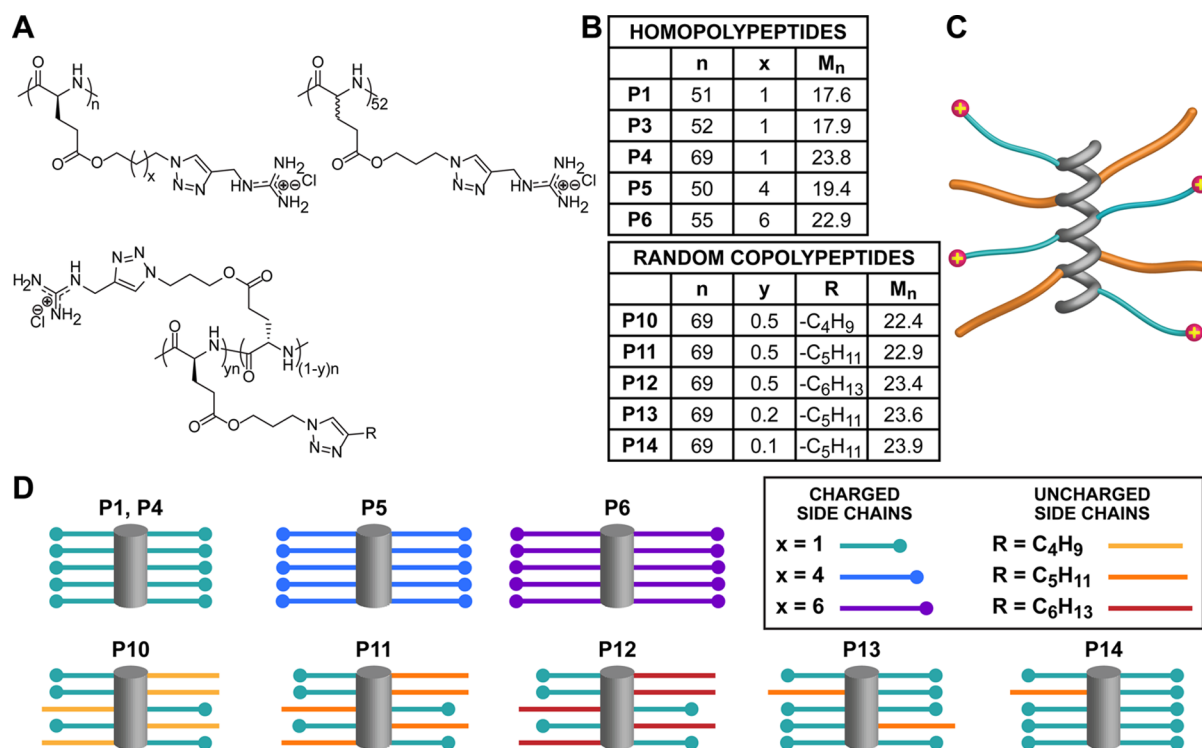 A
O
H
N
n
O
O
x
N
N=N
HN
NH2
⊕⊖Cl
NH2
O
H
N
52
O
O
N
N=N
HN
NH2
⊕⊖Cl
NH2
N=N
N
H
N
H2N
⊕
⊖
Cl
NH2
O
O
O
H
N
yn
O
N
H
(1-y)n
O
O
N
N=N
R
B
HOMOPOLYPEPTIDES
n x Mn
P1 51 1 17.6
P3 52 1 17.9
P4 69 1 23.8
P5 50 4 19.4
P6 55 6 22.9
RANDOM COPOLYPEPTIDES
n y R Mn
P10 69 0.5 -C4H9 22.4
P11 69 0.5 -C5H11 22.9
P12 69 0.5 -C6H13 23.4
P13 69 0.2 -C5H11 23.6
P14 69 0.1 -C5H11 23.9
C
+
+
+
+
D
P1, P4
P5
P6
CHARGED
SIDE CHAINS
x = 1
x = 4
x = 6
UNCHARGED
SIDE CHAINS
R = C4H9
R = C5H11
R = C6H13
P10
P11
P12
P13
P14